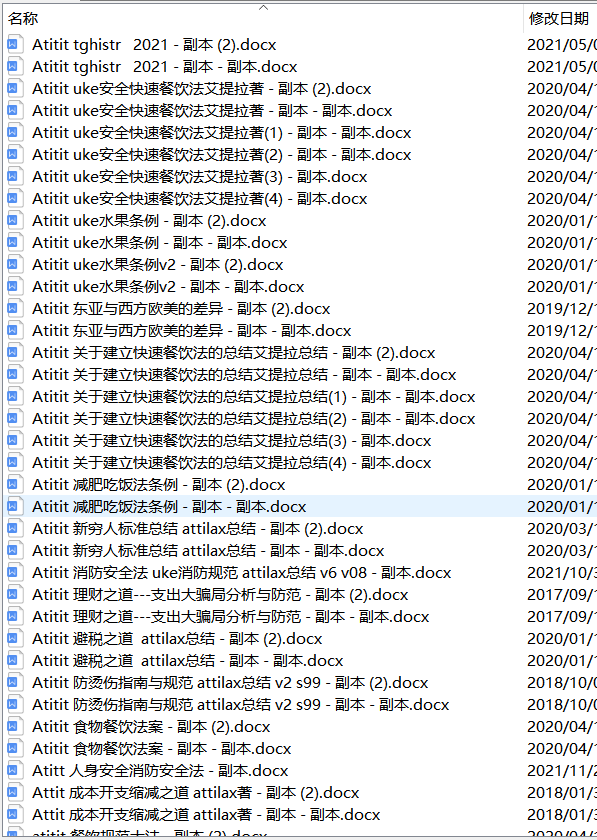 名称 修改日期
Atitit tghistr   2021 - 副本 (2).docx 2021/05/0
Atitit tghistr   2021 - 副本 - 副本.docx 2021/05/0
Atitit uke安全快速餐饮法艾提拉著 - 副本 (2).docx 2020/04/1
Atitit uke安全快速餐饮法艾提拉著 - 副本 - 副本.docx 2020/04/1
Atitit uke安全快速餐饮法艾提拉著(1) - 副本 - 副本.docx 2020/04/1
Atitit uke安全快速餐饮法艾提拉著(2) - 副本 - 副本.docx 2020/04/1
Atitit uke安全快速餐饮法艾提拉著(3) - 副本.docx 2020/04/1
Atitit uke安全快速餐饮法艾提拉著(4) - 副本.docx 2020/04/1
Atitit uke水果条例 - 副本 (2).docx 2020/01/1
Atitit uke水果条例 - 副本 - 副本.docx 2020/01/1
Atitit uke水果条例v2 - 副本 (2).docx 2020/01/1
Atitit uke水果条例v2 - 副本 - 副本.docx 2020/01/1
Atitit 东亚与西方欧美的差异 - 副本 (2).docx 2019/12/1
Atitit 东亚与西方欧美的差异 - 副本 - 副本.docx 2019/12/1
Atitit 关于建立快速餐饮法的总结艾提拉总结 - 副本 (2).docx 2020/04/1
Atitit 关于建立快速餐饮法的总结艾提拉总结 - 副本 - 副本.docx 2020/04/1
Atitit 关于建立快速餐饮法的总结艾提拉总结(1) - 副本 - 副本.docx 2020/04/1
Atitit 关于建立快速餐饮法的总结艾提拉总结(2) - 副本 - 副本.docx 2020/04/1
Atitit 关于建立快速餐饮法的总结艾提拉总结(3) - 副本.docx 2020/04/1
Atitit 关于建立快速餐饮法的总结艾提拉总结(4) - 副本.docx 2020/04/1
Atitit 减肥吃饭法条例 - 副本 (2).docx 2020/01/1
Atitit 减肥吃饭法条例 - 副本 - 副本.docx 2020/01/1
Atitit 新穷人标准总结 attilax总结 - 副本 (2).docx 2020/03/1
Atitit 新穷人标准总结 attilax总结 - 副本 - 副本.docx 2020/03/1
Atitit 消防安全法 uke消防规范 attilax总结 v6 v08 - 副本.docx 2021/10/3
Atitit 理财之道---支出大骗局分析与防范 - 副本 (2).docx 2017/09/1
Atitit 理财之道---支出大骗局分析与防范 - 副本 - 副本.docx 2017/09/1
Atitit 避税之道  attilax总结 - 副本 (2).docx 2020/01/1
Atitit 避税之道  attilax总结 - 副本 - 副本.docx 2020/01/1
Atitit 防烫伤指南与规范 attilax总结 v2 s99 - 副本 (2).docx 2018/10/0
Atitit 防烫伤指南与规范 attilax总结 v2 s99 - 副本 - 副本.docx 2018/10/0
Atitit 食物餐饮法案 - 副本 (2).docx 2020/04/1
Atitit 食物餐饮法案 - 副本 - 副本.docx 2020/04/1
Atitt 人身安全消防安全法 - 副本.docx 2021/11/2
Atitt 成本开支缩减之道 attilax著 - 副本 (2).docx 2018/01/3
Atitt 成本开支缩减之道 attilax著 - 副本 - 副本.docx 2018/01/3
atitit 餐饮规范大法 - 副本 (2).docx 2020/04/1